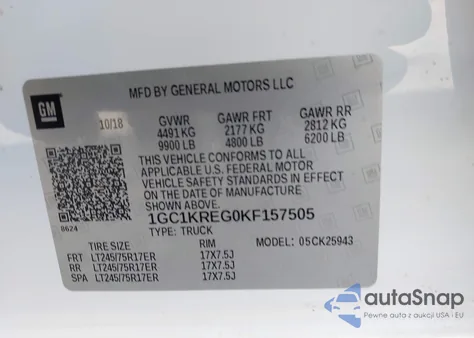 MFD BY GENERAL MOTORS LLC
GM
10/18 GVWR GAWR FRT GAWR RR
4491 KG 2177 KG 2812 KG
9900 LB 4800 LB 6200 LB
THIS VEHICLE CONFORMS TO ALL
APPLICABLE U.S. FEDERAL MOTOR
VEHICLE SAFETY STANDARDS IN EFFECT
ON THE DATE OF MANUFACTURE
SHOWN ABOVE.
1GC1KREG0KF157505
8624 TYPE: TRUCK
TIRE SIZE RIM MODEL: 05CK25943
FRT LT245/75R17ER 17X7.5J
RR LT245/75R17ER 17X7.5J
SPA LT245/75R17ER 17X7.5J
autaSnap
Pewne auta z aukcji USA i EU